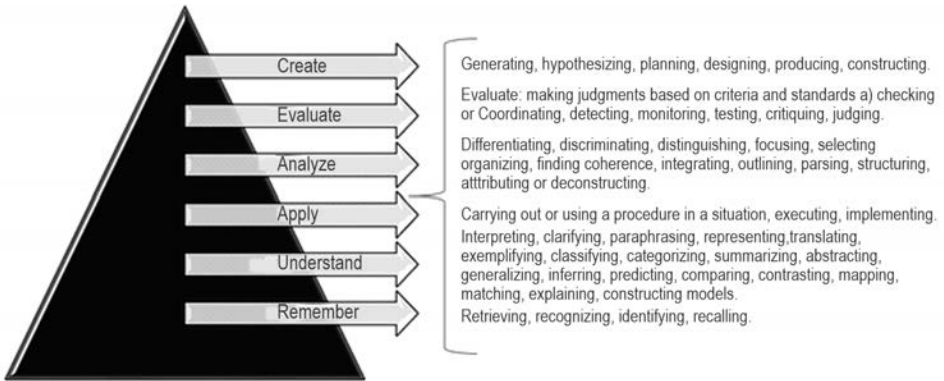 Create
Generating, hypothesizing, planning, designing, producing, constructing.
Evaluate
Evaluate: making judgments based on criteria and standards a) checking
or Coordinating, detecting, monitoring, testing, critiquing, judging.
Analyze
Differentiating, discriminating, distinguishing, focusing, selecting
organizing, finding coherence, integrating, outlining, parsing, structuring,
atttributing or deconstructing.
Apply
Carrying out or using a procedure in a situation, executing, implementing.
Understand
Interpreting, clarifying, paraphrasing, representing,translating,
exemplifying, classifying, categorizing, summarizing, abstracting,
generalizing, inferring, predicting, comparing, contrasting, mapping,
matching, explaining, constructing models.
Remember
Retrieving, recognizing, identifying, recalling.